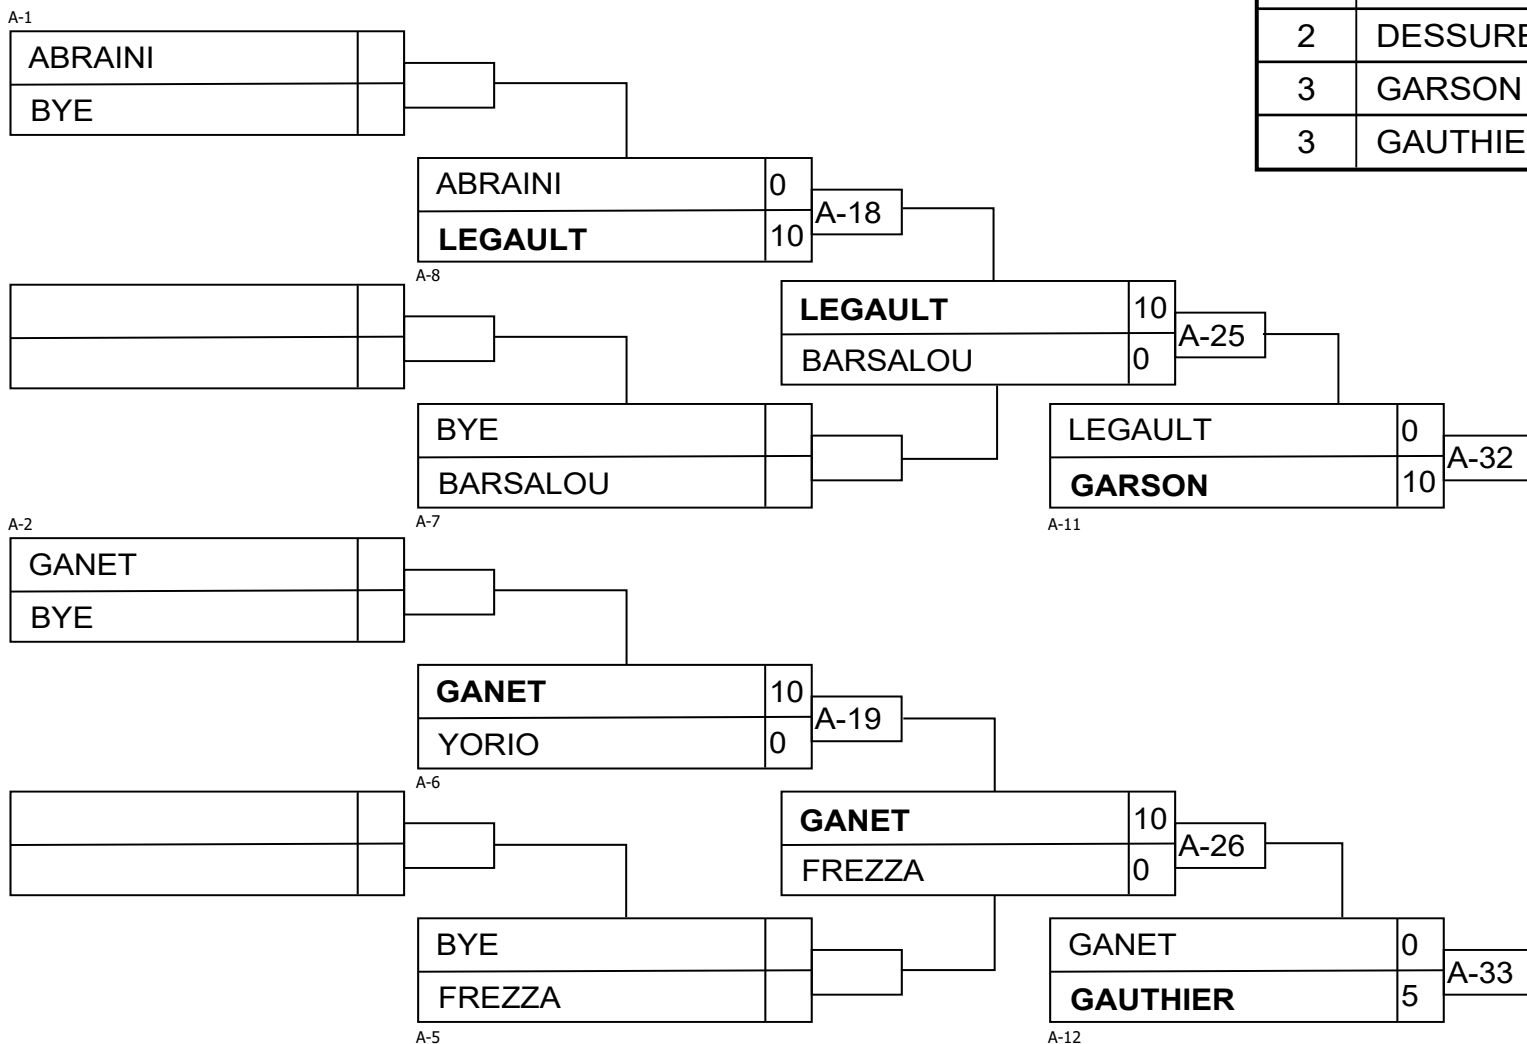 A-1
ABRAINI
BYE
2 DESSURE
3 GARSON
3 GAUTHIE
ABRAINI 0
LEGAULT 10
A-18
A-8
LEGAULT 10
BARSALOU 0
A-25
BYE
BARSALOU
A-7
LEGAULT 0
GARSON 10
A-32
A-11
A-2
GANET
BYE
GANET 10
YORIO 0
A-19
A-6
GANET 10
FREZZA 0
A-26
BYE
FREZZA
A-5
GANET 0
GAUTHIER 5
A-33
A-12